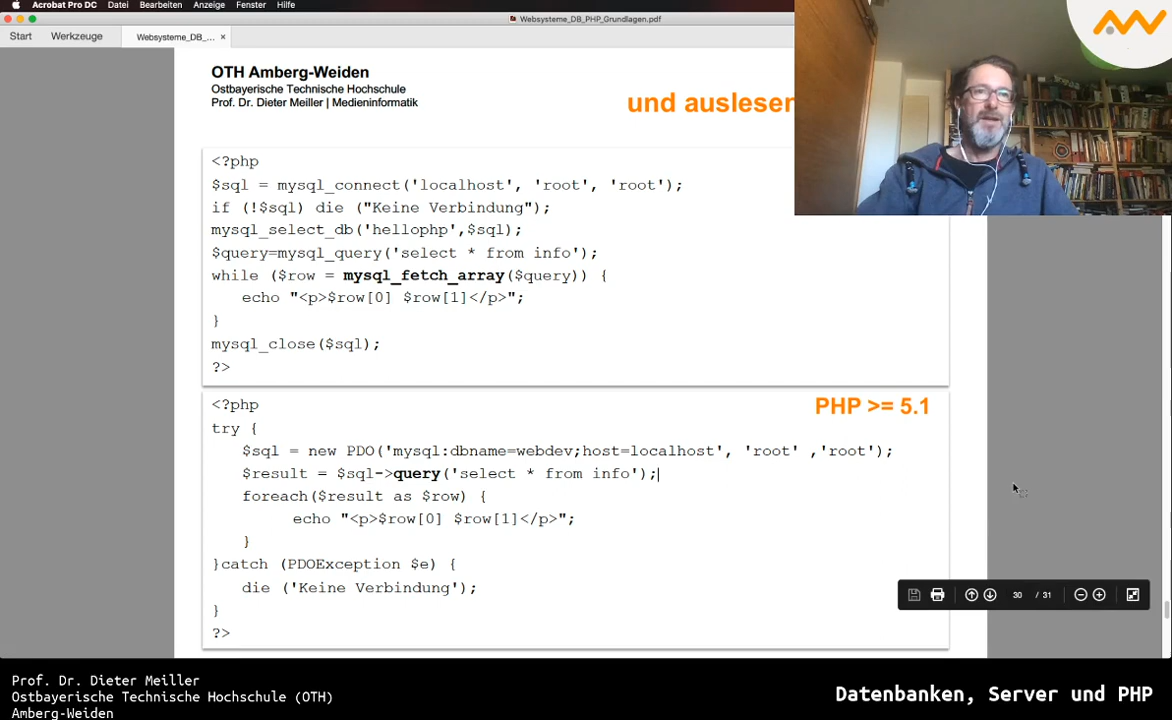 Acrobat Pro DC Datei Bearbeiten Anzeige Fenster Hilfe
Websysteme_DB_PHP_Grundlagen.pdf
Start Werkzeuge Websysteme_DB_... ×
OTH Amberg-Weiden
Ostbayerische Technische Hochschule
Prof. Dr. Dieter Meiller | Medieninformatik
und auslesen
<?php
$sql = mysql_connect('localhost', 'root', 'root');
if (!$sql) die ("Keine Verbindung");
mysql_select_db('hellophp',$sql);
$query=mysql_query('select * from info');
while ($row = mysql_fetch_array($query)) {
echo "<p>$row[0] $row[1]</p>";
}
mysql_close($sql);
?>
PHP >= 5.1
<?php
try {
$sql = new PDO('mysql:dbname=webdev;host=localhost', 'root' ,'root');
$result = $sql->query('select * from info');
foreach($result as $row) {
echo "<p>$row[0] $row[1]</p>";
}
}catch (PDOException $e) {
die ('Keine Verbindung');
}
?>
30 / 31
Prof. Dr. Dieter Meiller
Ostbayerische Technische Hochschule (OTH)
Amberg-Weiden
Datenbanken, Server und PHP